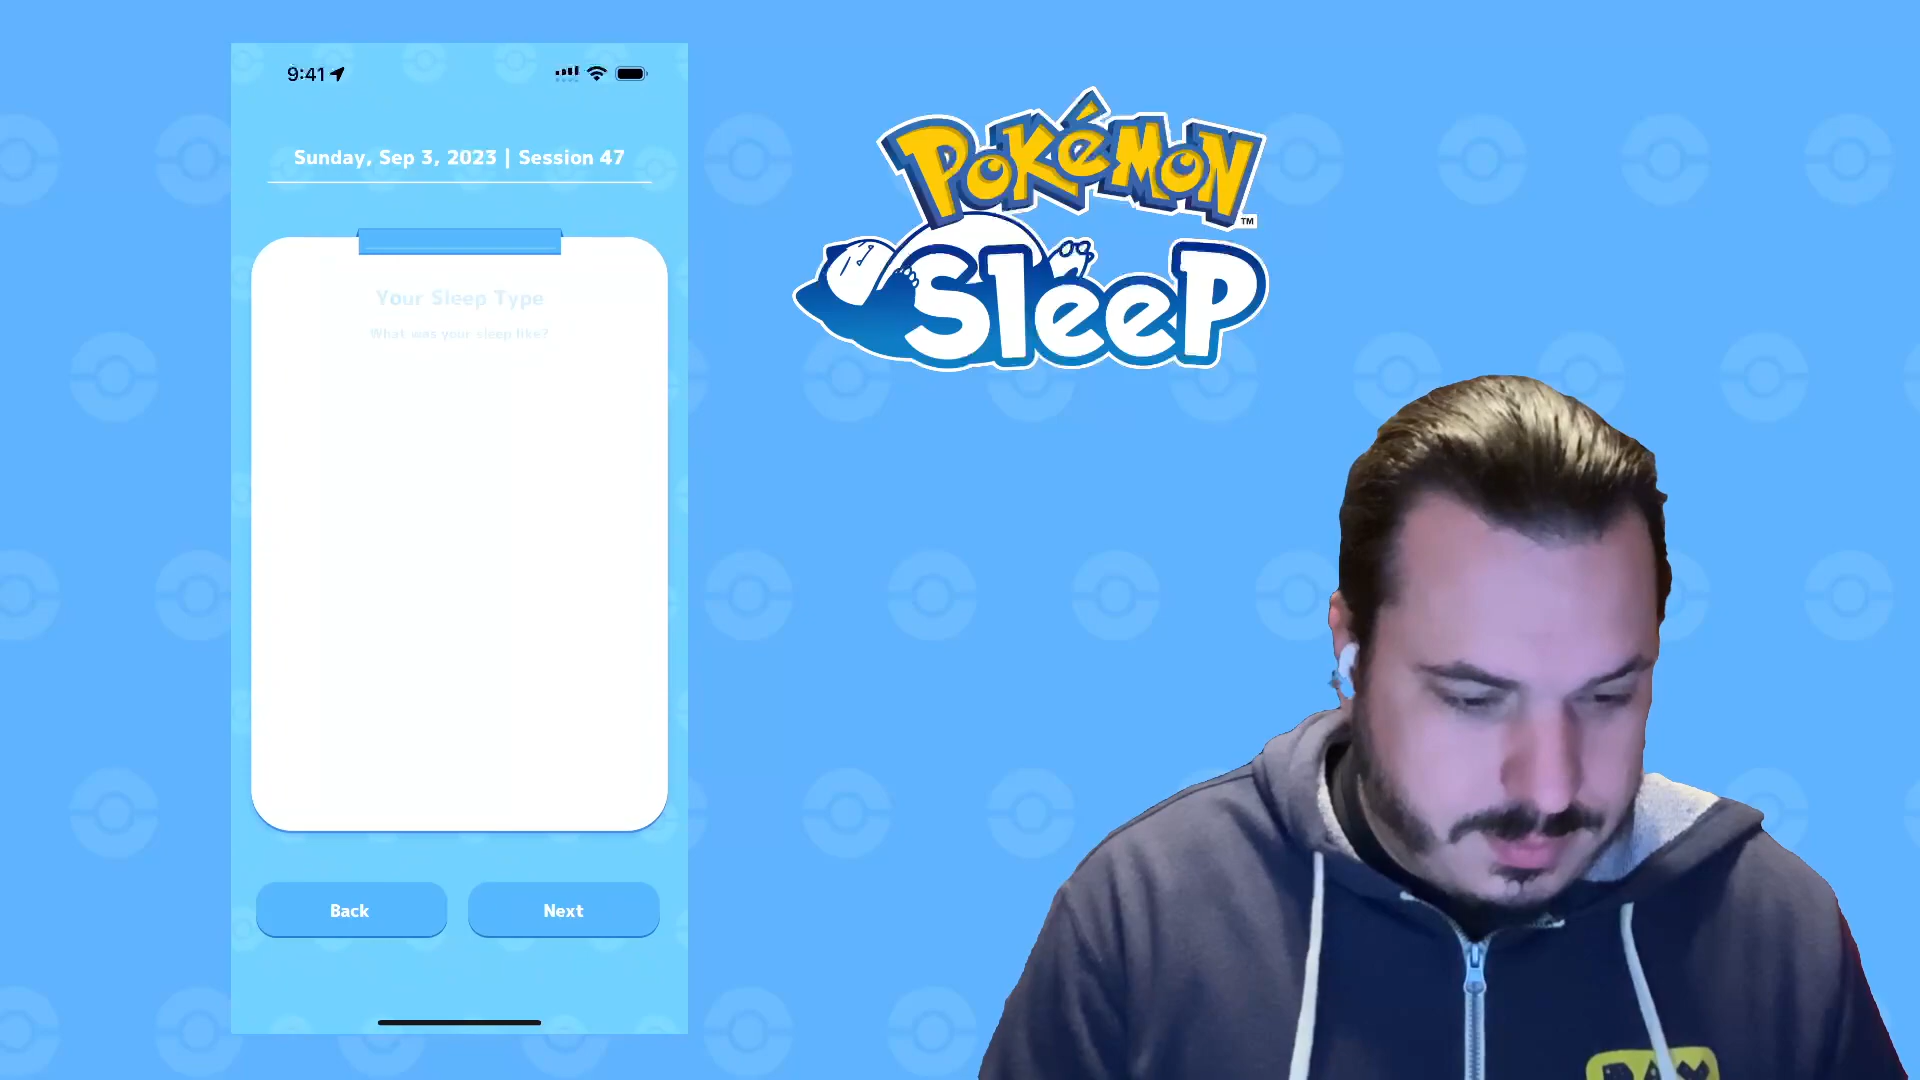 9:41
Sunday, Sep 3, 2023 | Session 47
Your Sleep Type
What was your sleep like?
Back
Next
POKéMON
TM
Sleep